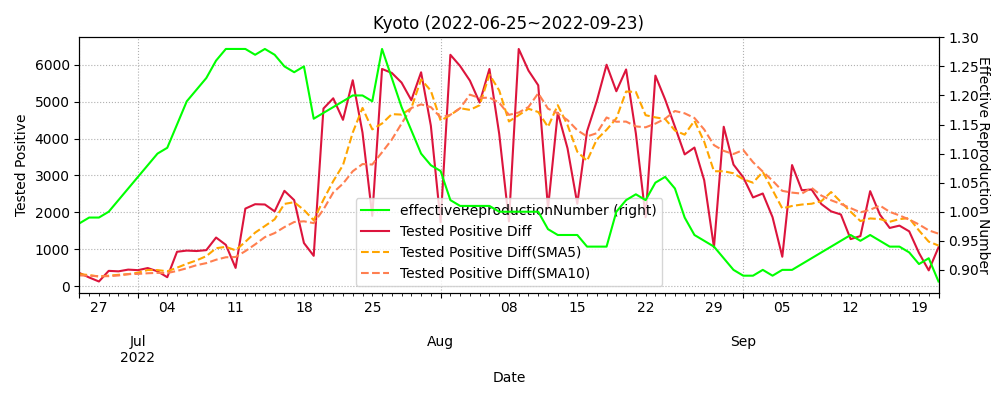 Kyoto (2022-06-25~2022-09-23)
Tested Positive
6000
5000
4000
3000
2000
1000
0
1.30
1.25
1.20
1.15
1.10
1.05
1.00
0.95
0.90
Effective Reproduction Number
effectiveReproductionNumber (right)
Tested Positive Diff
Tested Positive Diff(SMA5)
Tested Positive Diff(SMA10)
27 04 11 18 25 08 15 22 29 05 12 19
Jul Aug Sep
2022
Date